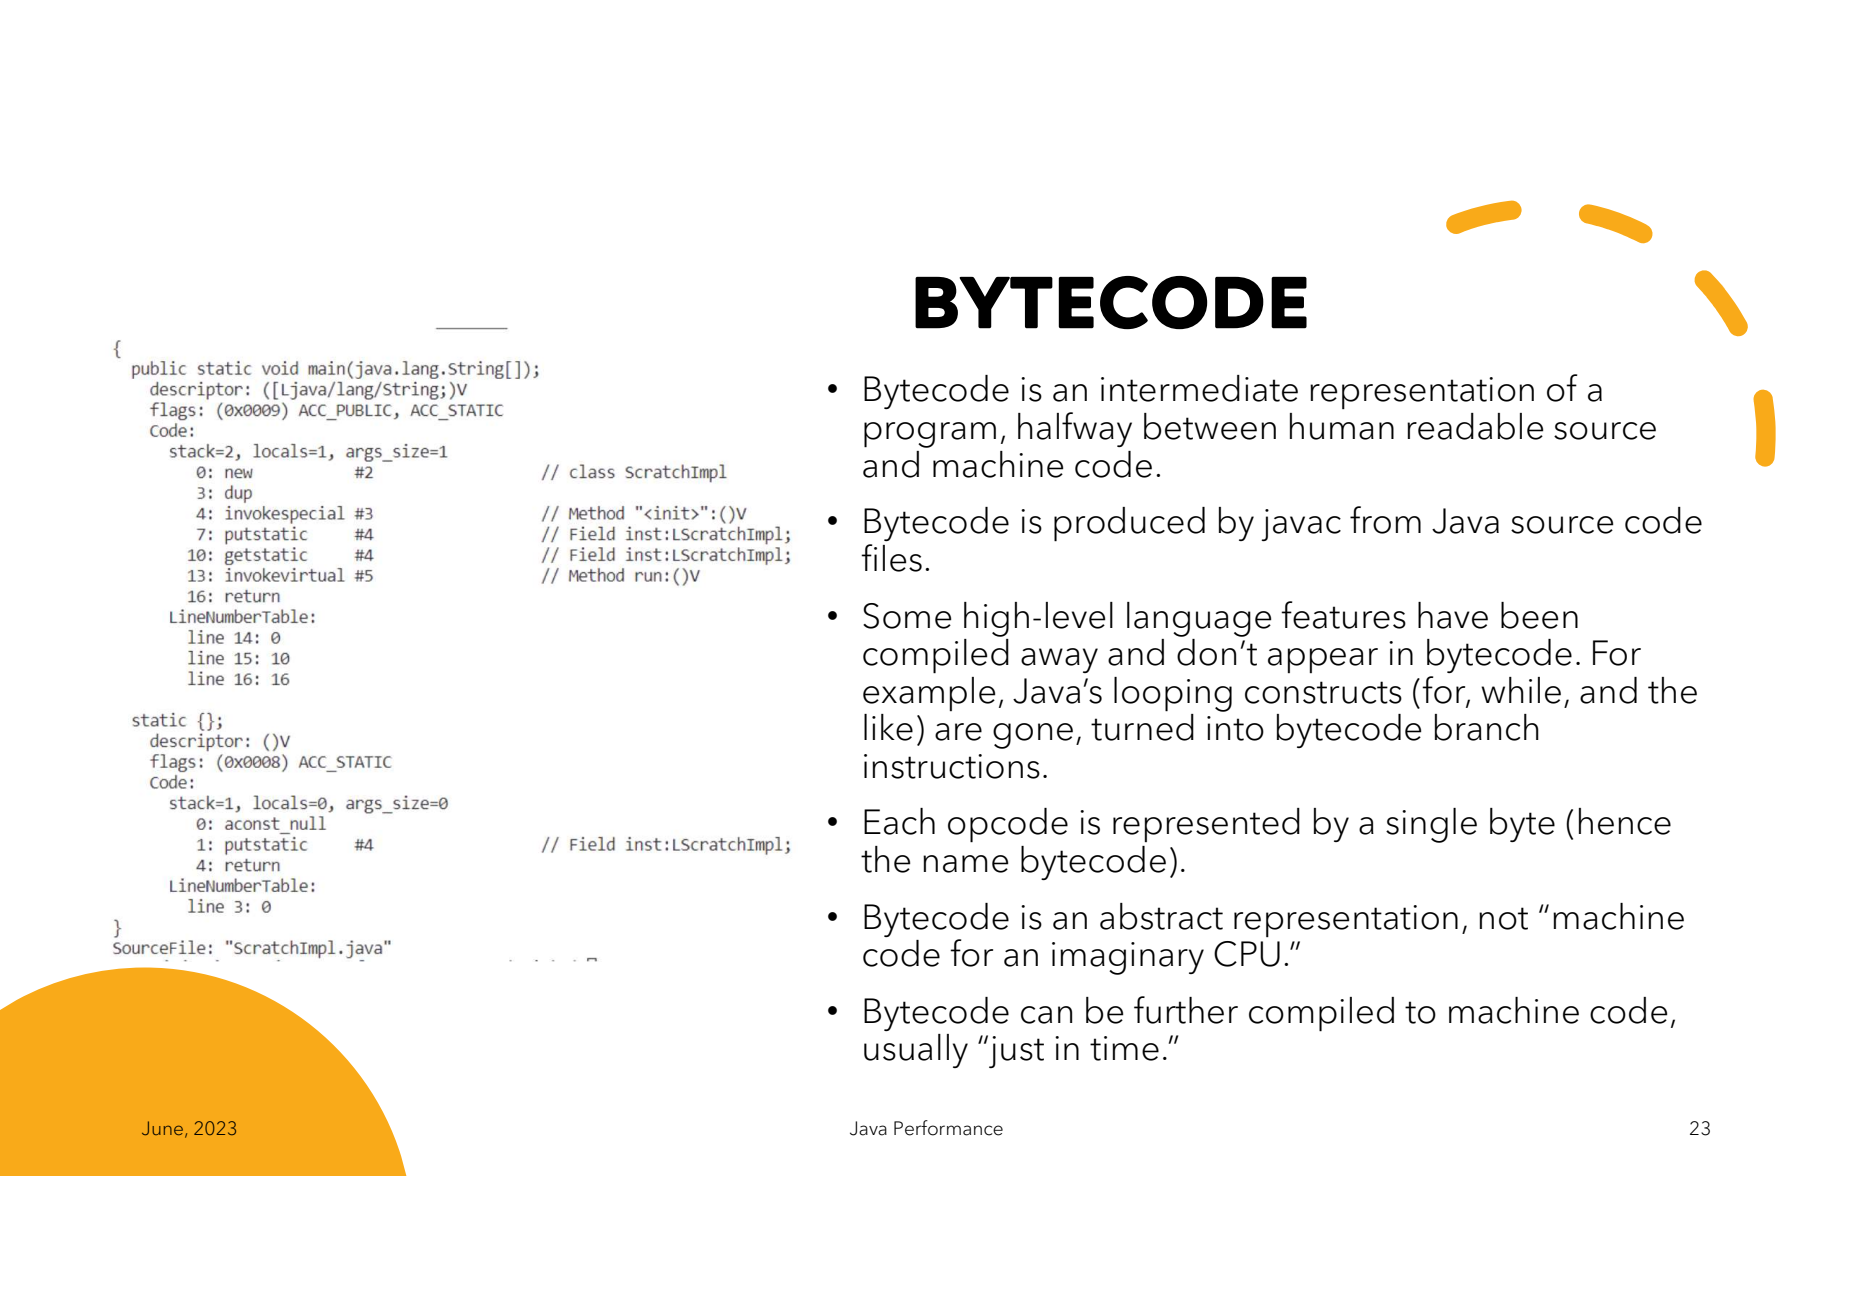 BYTECODE
{
public static void main(java.lang.String[]);
descriptor: ([Ljava/lang/String;)V
flags: (0x0009) ACC_PUBLIC, ACC_STATIC
Code:
stack=2, locals=1, args_size=1
0: new #2 // class ScratchImpl
3: dup
4: invokespecial #3 // Method "<init>":()V
7: putstatic #4 // Field inst:LScratchImpl;
10: getstatic #4 // Field inst:LScratchImpl;
13: invokevirtual #5 // Method run:()V
16: return
LineNumberTable:
line 14: 0
line 15: 10
line 16: 16
static {};
descriptor: ()V
flags: (0x0008) ACC_STATIC
Code:
stack=1, locals=0, args_size=0
0: aconst_null
1: putstatic #4 // Field inst:LScratchImpl;
4: return
LineNumberTable:
line 3: 0
}
SourceFile: "ScratchImpl.java"
• Bytecode is an intermediate representation of a
program, halfway between human readable source
and machine code.
• Bytecode is produced by javac from Java source code
files.
• Some high-level language features have been
compiled away and don’t appear in bytecode. For
example, Java’s looping constructs (for, while, and the
like) are gone, turned into bytecode branch
instructions.
• Each opcode is represented by a single byte (hence
the name bytecode).
• Bytecode is an abstract representation, not “machine
code for an imaginary CPU.”
• Bytecode can be further compiled to machine code,
usually “just in time.”
June, 2023
Java Performance
23